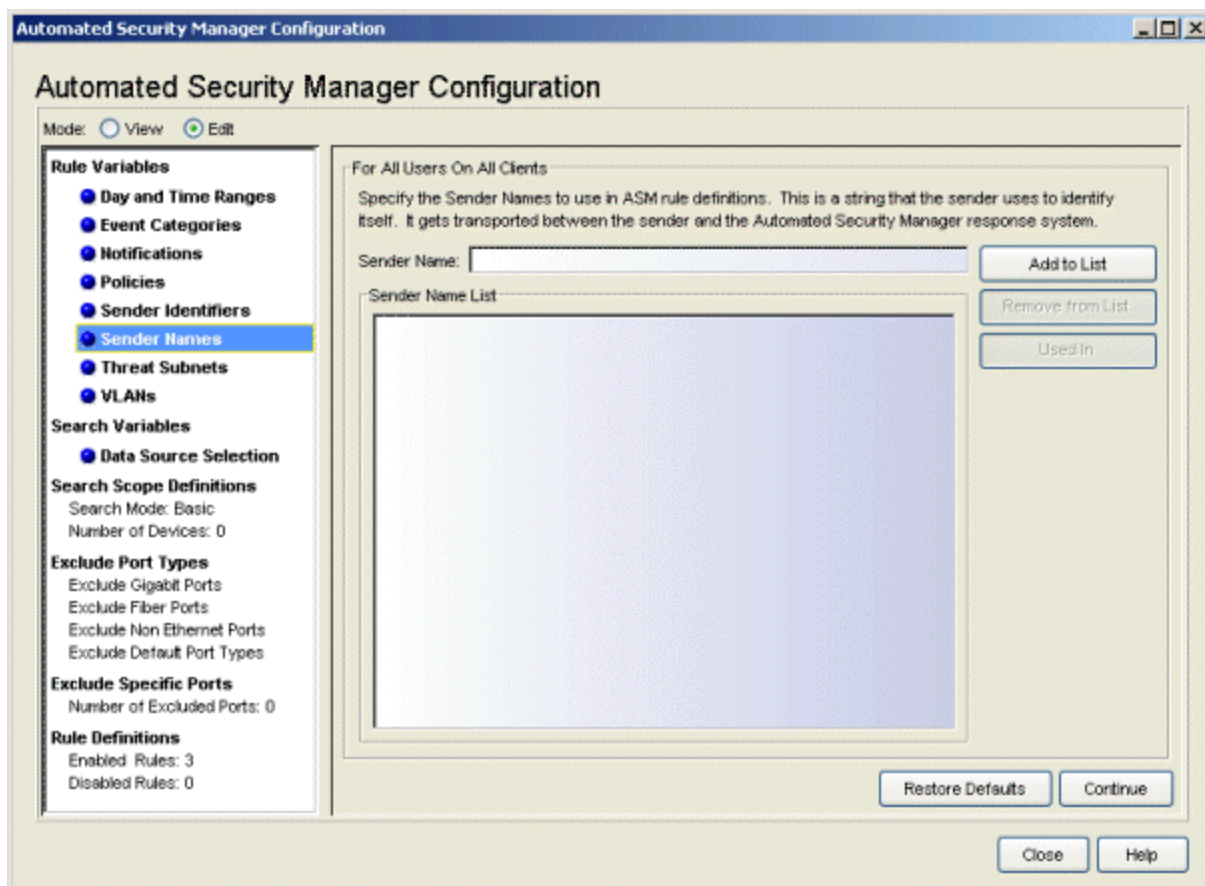 Automated Security Manager Configuration
Automated Security Manager Configuration
Mode: View Edit
Rule Variables
Day and Time Ranges
Event Categories
Notifications
Policies
Sender Identifiers
Sender Names
Threat Subnets
VLANs
Search Variables
Data Source Selection
Search Scope Definitions
Search Mode: Basic
Number of Devices: 0
Exclude Port Types
Exclude Gigabit Ports
Exclude Fiber Ports
Exclude Non Ethernet Ports
Exclude Default Port Types
Exclude Specific Ports
Number of Excluded Ports: 0
Rule Definitions
Enabled Rules: 3
Disabled Rules: 0
For All Users On All Clients
Specify the Sender Names to use in ASM rule definitions. This is a string that the sender uses to identify
itself. It gets transported between the sender and the Automated Security Manager response system.
Sender Name:
Add to List
Sender Name List
Remove from List
Used In
Restore Defaults
Continue
Close
Help